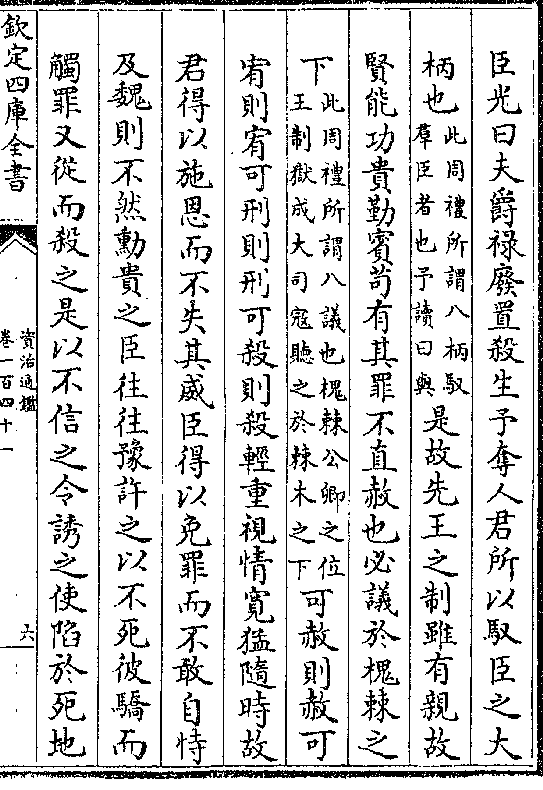 臣光曰夫爵祿廢置殺生予奪人君所以馭臣之大
柄也此周禮所謂八柄馭羣臣者也予讀曰與是故先王之制雖有親故
賢能功貴勤賓苟有其罪不直赦也必議於槐棘之
下此周禮所謂八議也槐棘公卿之位王制獄成大司寇聽之於棘木之下可赦則赦可
宥則宥可刑則刑可殺則殺輕重視情寛猛隨時故
君得以施恩而不失其威臣得以免罪而不敢自恃
及魏則不然勳貴之臣往往豫許之以不死彼驕而
觸罪又從而殺之是以不信之令誘之使陷於死地
欽定四庫全書
資治通鑑
卷一百四十一
六